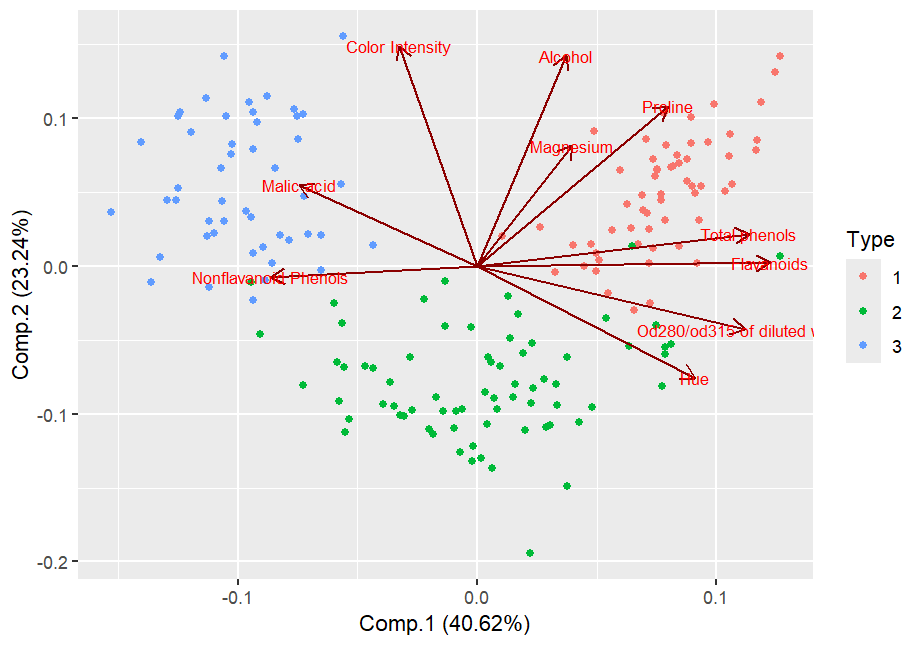 Color Intensity
Alcohol
Proline
Magnesium
Malic acid
Total phenols
Flavanoids
Nonflavanoid Phenols
Od280/od315 of diluted w
Hue
0.1
0.0
-0.1
-0.2
-0.1
0.0
0.1
Comp.1 (40.62%)
Comp.2 (23.24%)
Type
1
2
3